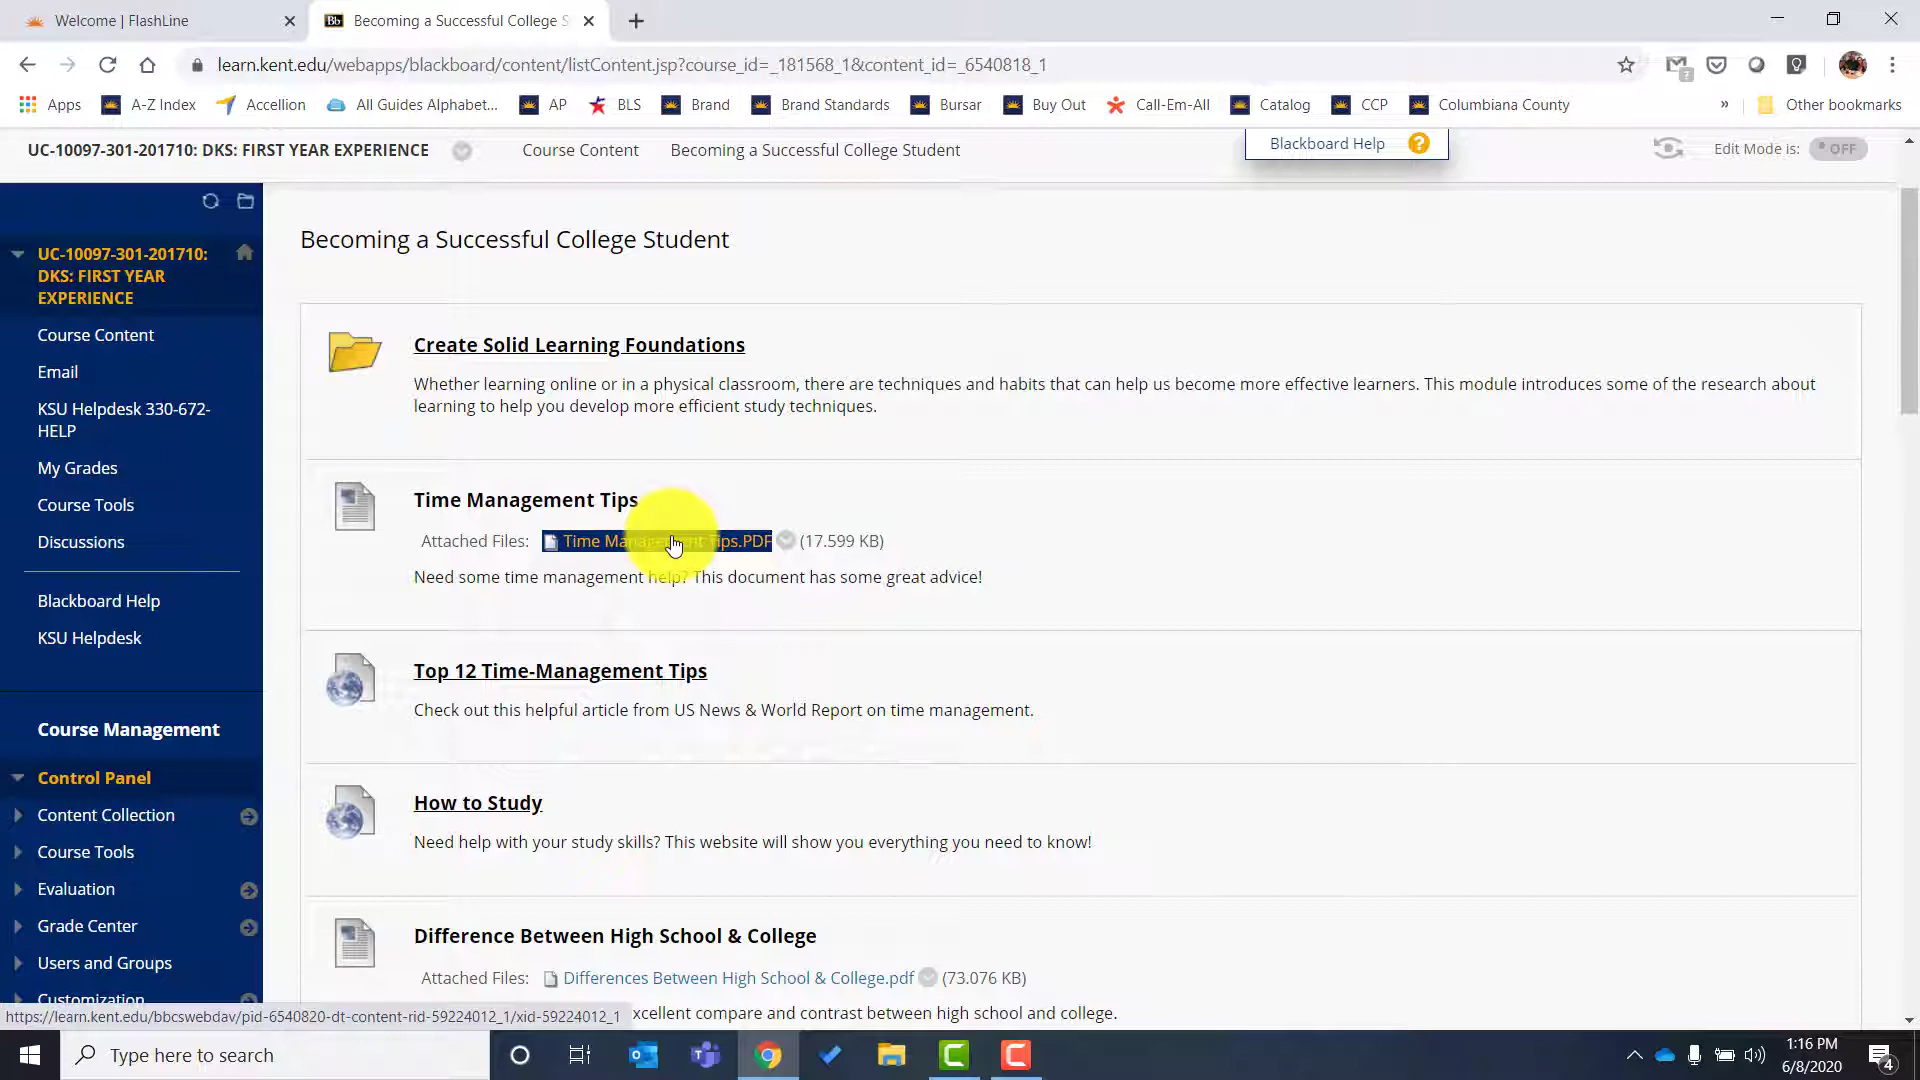 Welcome | FlashLine
Becoming a Successful College S
learn.kent.edu/webapps/blackboard/content/listContent.jsp?course_id=_181568_1&content_id=_6540818_1
Apps A-Z Index Accellion All Guides Alphabet... AP BLS Brand Brand Standards Bursar Buy Out Call-Em-All Catalog CCP Columbiana County » Other bookmarks
UC-10097-301-201710: DKS: FIRST YEAR EXPERIENCE Course Content Becoming a Successful College Student Blackboard Help ? Edit Mode is: OFF
UC-10097-301-201710:
DKS: FIRST YEAR
EXPERIENCE
Course Content
Email
KSU Helpdesk 330-672-
HELP
My Grades
Course Tools
Discussions
Blackboard Help
KSU Helpdesk
Course Management
Control Panel
Content Collection
Course Tools
Evaluation
Grade Center
Users and Groups
Customization
Becoming a Successful College Student
Create Solid Learning Foundations
Whether learning online or in a physical classroom, there are techniques and habits that can help us become more effective learners. This module introduces some of the research about
learning to help you develop more efficient study techniques.
Time Management Tips
Attached Files: Time Management Tips.PDF (17.599 KB)
Need some time management help? This document has some great advice!
Top 12 Time-Management Tips
Check out this helpful article from US News & World Report on time management.
How to Study
Need help with your study skills? This website will show you everything you need to know!
Difference Between High School & College
Attached Files: Differences Between High School & College.pdf (73.076 KB)
xcellent compare and contrast between high school and college.
https://learn.kent.edu/bbcswebdav/pid-6540820-dt-content-rid-59224012_1/xid-59224012_1
Type here to search
1:16 PM
6/8/2020
4